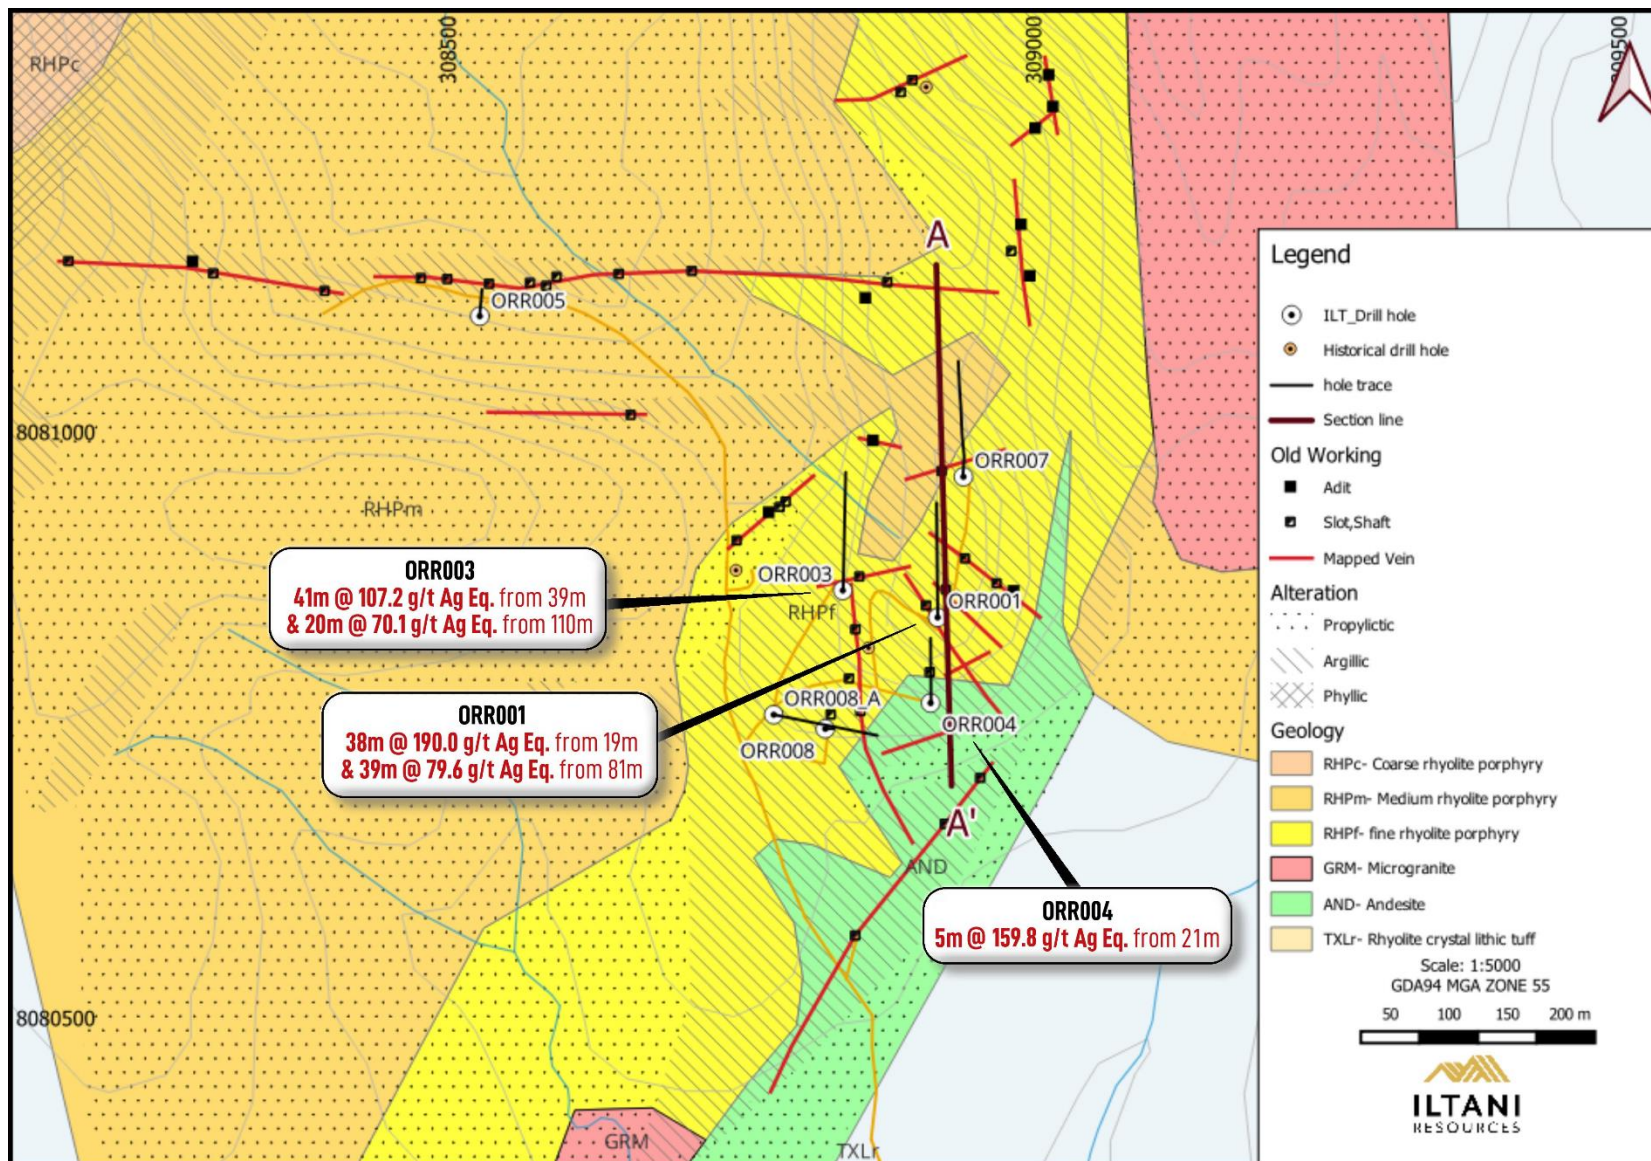 RHPc
308500
309000
309500
A
ORR005
8081000
ORR007
RHPm
ORR003
41m @ 107.2 g/t Ag Eq. from 39m
& 20m @ 70.1 g/t Ag Eq. from 110m
ORR003
RHPf
ORR001
ORR001
38m @ 190.0 g/t Ag Eq. from 19m
& 39m @ 79.6 g/t Ag Eq. from 81m
ORR008_A
ORR004
ORR008
A'
AND
ORR004
5m @ 159.8 g/t Ag Eq. from 21m
8080500
GRM
TXLr
Legend
ILT_Drill hole
Historical drill hole
hole trace
Section line
Old Working
Adit
Slot,Shaft
Mapped Vein
Alteration
Propylictic
Argillic
Phyllic
Geology
RHPc- Coarse rhyolite porphyry
RHPm- Medium rhyolite porphyry
RHPf- fine rhyolite porphyry
GRM- Microgranite
AND- Andesite
TXLr- Rhyolite crystal lithic tuff
Scale: 1:5000
GDA94 MGA ZONE 55
50 100 150 200 m
ILTANI
RESOURCES